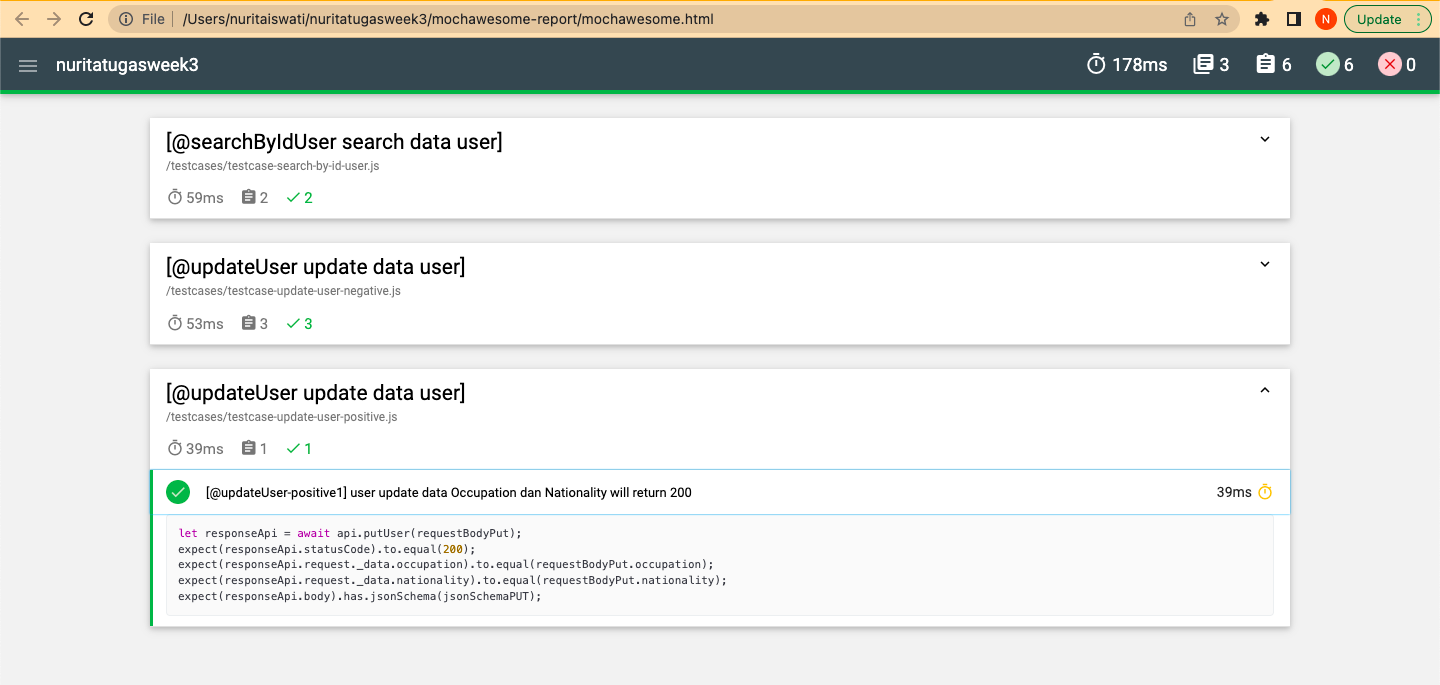 File /Users/nuritaiswati/nuritatugasweek3/mochawesome-report/mochawesome.html N Update
nuritatugasweek3 178ms 3 6 6 0
[@searchByIdUser search data user]
/testcases/testcase-search-by-id-user.js
59ms 2 2
[@updateUser update data user]
/testcases/testcase-update-user-negative.js
53ms 3 3
[@updateUser update data user]
/testcases/testcase-update-user-positive.js
39ms 1 1
[@updateUser-positive1] user update data Occupation dan Nationality will return 200 39ms
let responseApi = await api.putUser(requestBodyPut);
expect(responseApi.statusCode).to.equal(200);
expect(responseApi.request._data.occupation).to.equal(requestBodyPut.occupation);
expect(responseApi.request._data.nationality).to.equal(requestBodyPut.nationality);
expect(responseApi.body).has.jsonSchema(jsonSchemaPUT);